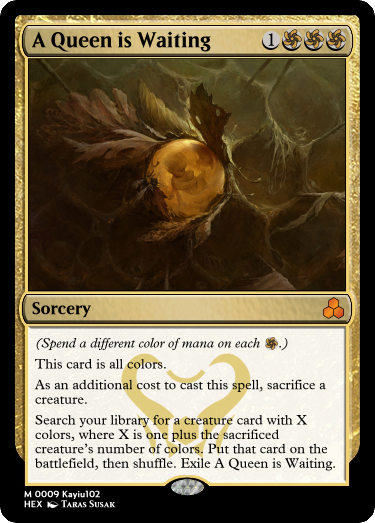 A Queen is Waiting 1
Sorcery
(Spend a different color of mana on each .)
This card is all colors.
As an additional cost to cast this spell, sacrifice a
creature.
Search your library for a creature card with X
colors, where X is one plus the sacrificed
creature's number of colors. Put that card on the
battlefield, then shuffle. Exile A Queen is Waiting.
M 0009 Kayiu102
HEX Taras Susak